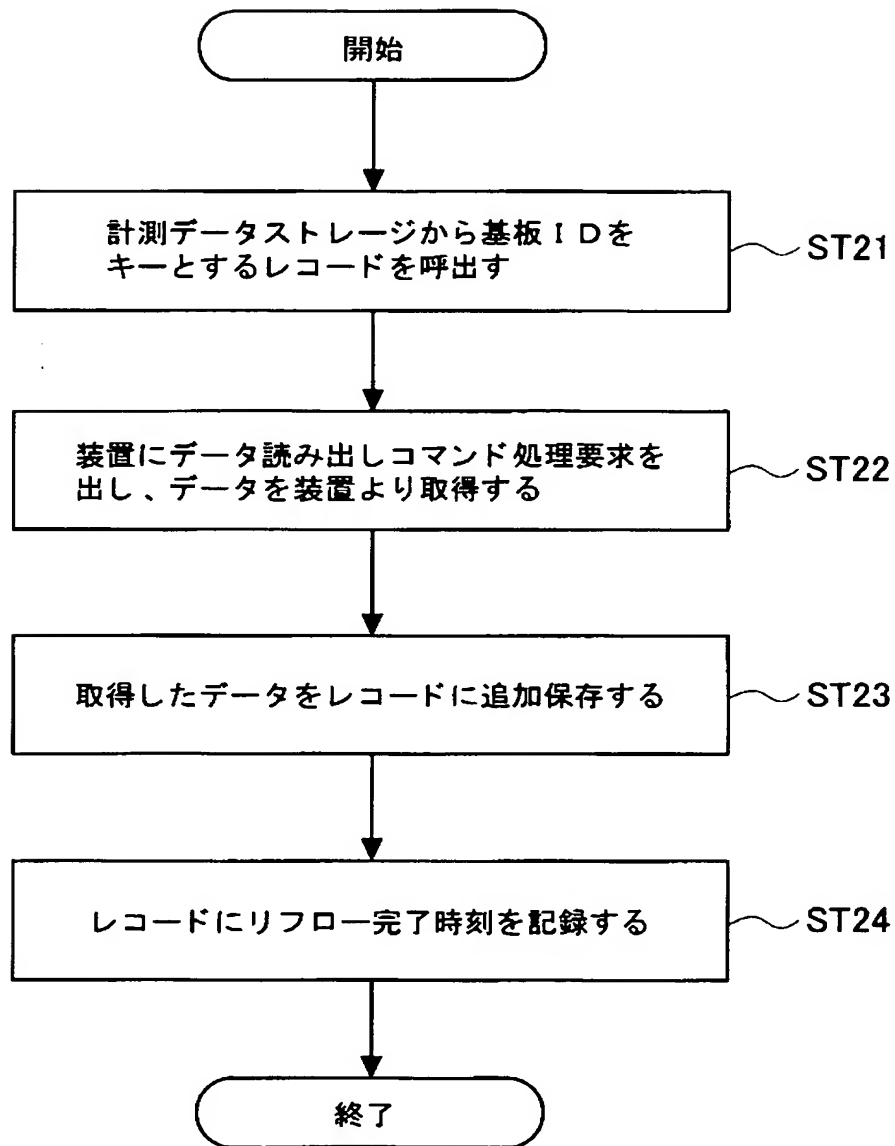 開始
計測データストレージから基板ＩＤを
キーとするレコードを呼出す
ST21
装置にデータ読み出しコマンド処理要求を
出し、データを装置より取得する
ST22
取得したデータをレコードに追加保存する
ST23
レコードにリフロー完了時刻を記録する
ST24
終了